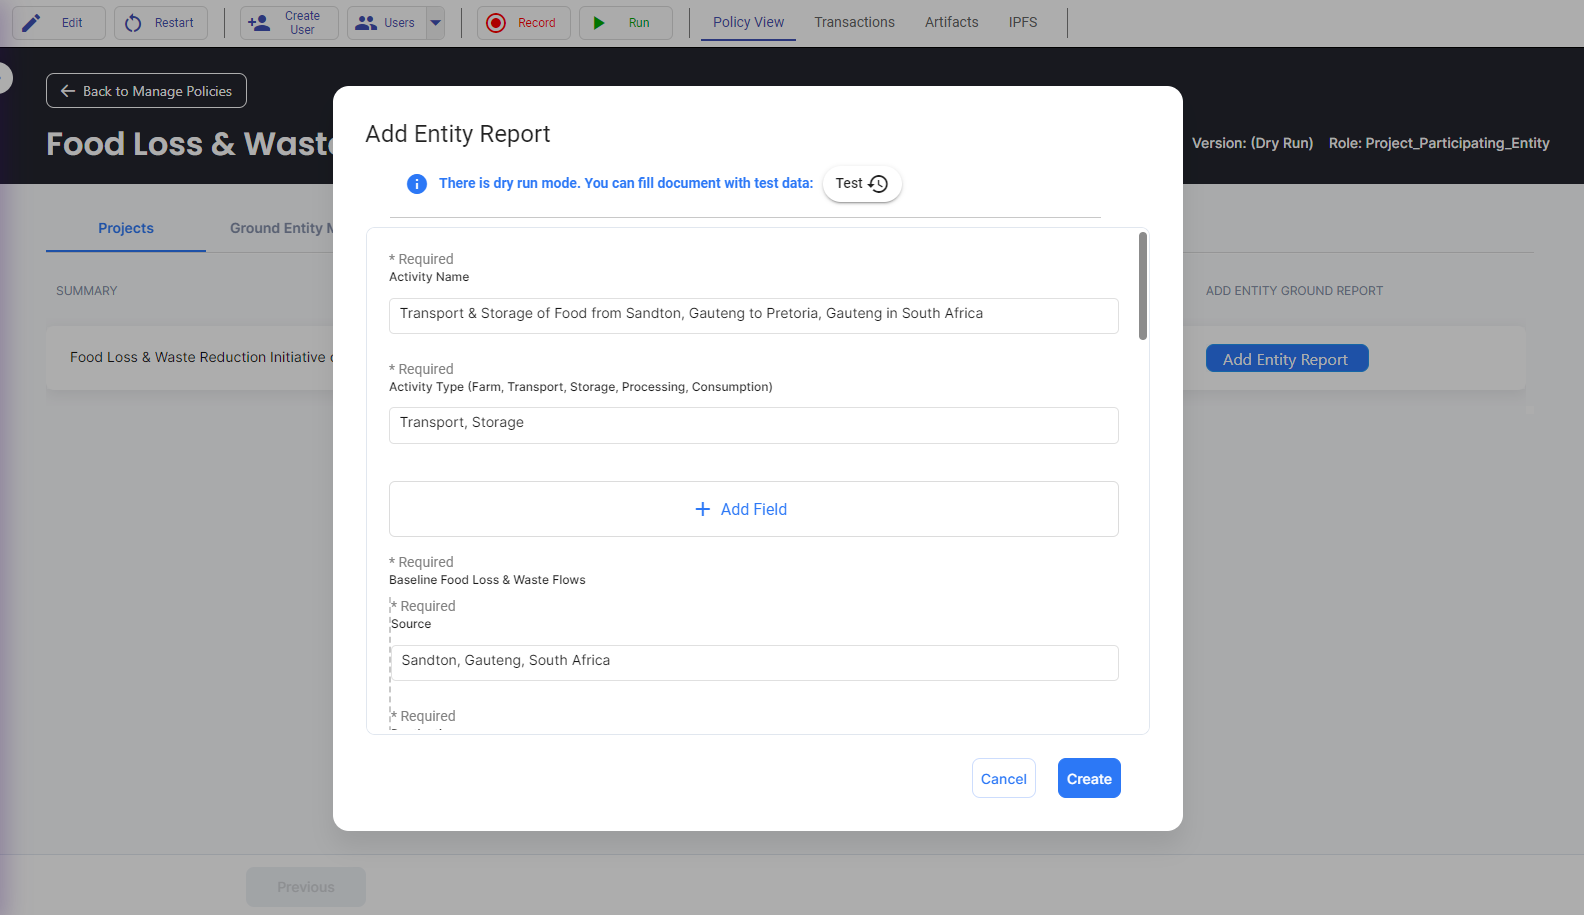 Edit
Restart
Create
User
Users
Record
Run
Policy View
Transactions
Artifacts
IPFS
Back to Manage Policies
Food Loss & Waste
Version: (Dry Run)
Role: Project_Participating_Entity
Add Entity Report
There is dry run mode. You can fill document with test data:
Test
Projects
Ground Entity
SUMMARY
ADD ENTITY GROUND REPORT
Food Loss & Waste Reduction Initiative
Add Entity Report
* Required
Activity Name
Transport & Storage of Food from Sandton, Gauteng to Pretoria, Gauteng in South Africa
* Required
Activity Type (Farm, Transport, Storage, Processing, Consumption)
Transport, Storage
Add Field
* Required
Baseline Food Loss & Waste Flows
* Required
Source
Sandton, Gauteng, South Africa
* Required
Cancel
Create
Previous